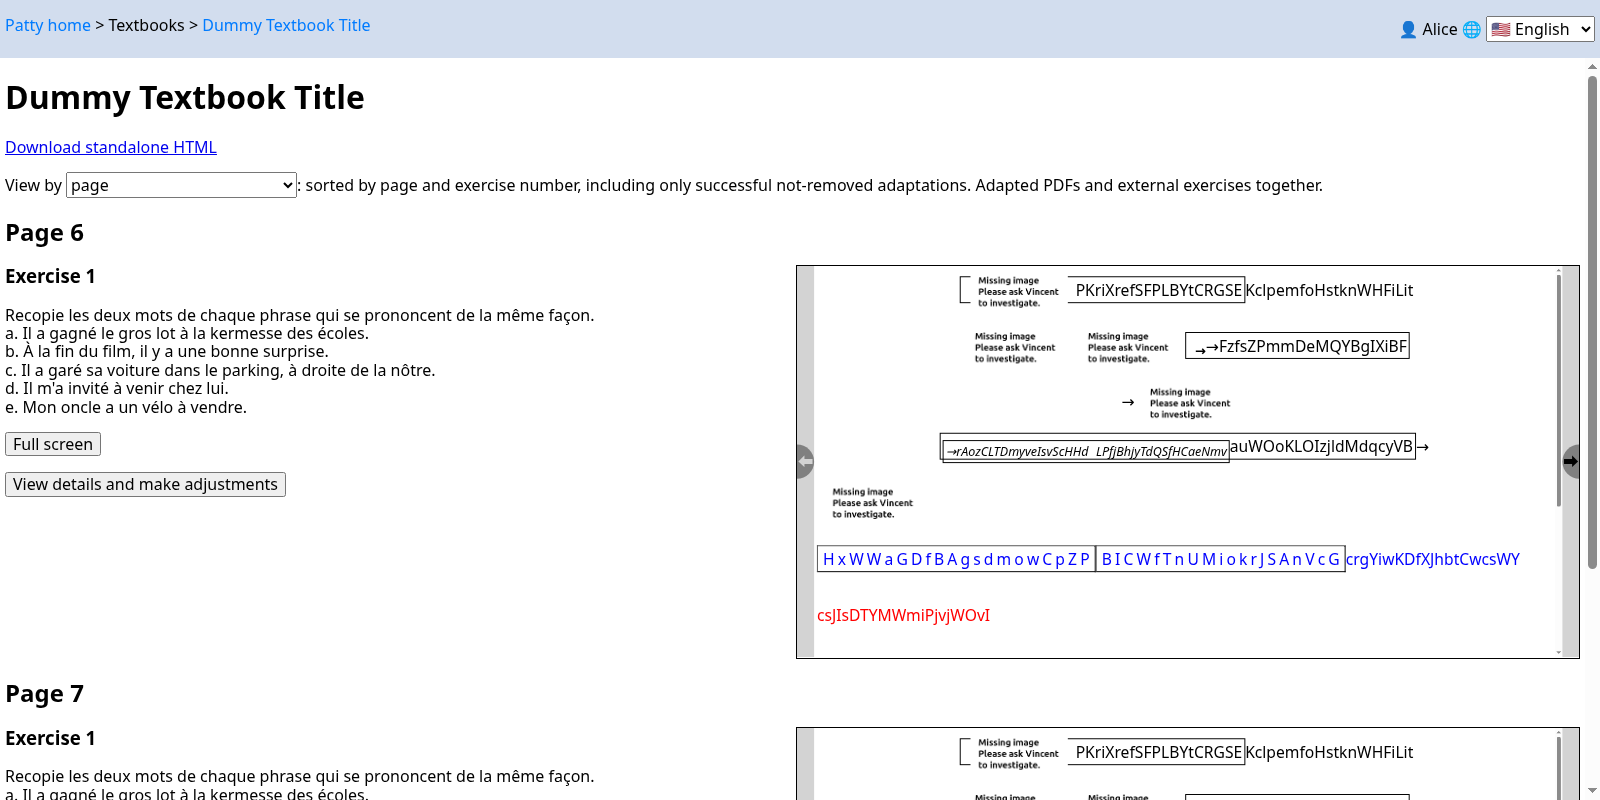 Patty home > Textbooks > Dummy Textbook Title
👤 Alice 🌐 🇺🇸 English
Dummy Textbook Title
Download standalone HTML
View by page : sorted by page and exercise number, including only successful not-removed adaptations. Adapted PDFs and external exercises together.
Page 6
Exercise 1
Recopie les deux mots de chaque phrase qui se prononcent de la même façon.
a. Il a gagné le gros lot à la kermesse des écoles.
b. À la fin du film, il y a une bonne surprise.
c. Il a garé sa voiture dans le parking, à droite de la nôtre.
d. Il m'a invité à venir chez lui.
e. Mon oncle a un vélo à vendre.
Full screen
View details and make adjustments
Missing image
Please ask Vincent
to investigate.
PKriXrefSFPLBYtCRGSE KclpemfoHstknWHFiLit
Missing image
Please ask Vincent
to investigate.
Missing image
Please ask Vincent
to investigate.
→→FzfsZPmmDeMQYBgIXiBF
→
Missing image
Please ask Vincent
to investigate.
→rAozCLTDmyveIsvScHHd LPfjBhjyTdQSfHCaeNmv auWOoKLOIzjldMdqcyVB →
Missing image
Please ask Vincent
to investigate.
HxWWaGDfBAgsdmowCpZP BICWfTnUMiokrJSAnVcG crgYiwKDfXJhbtCwcsWY
csJIsDTYMWmiPjvjWOvI
Page 7
Exercise 1
Recopie les deux mots de chaque phrase qui se prononcent de la même façon.
a. Il a gagné le gros lot à la kermesse des écoles.
Missing image
Please ask Vincent
to investigate.
PKriXrefSFPLBYtCRGSE KclpemfoHstknWHFiLit
Missing image
Missing image